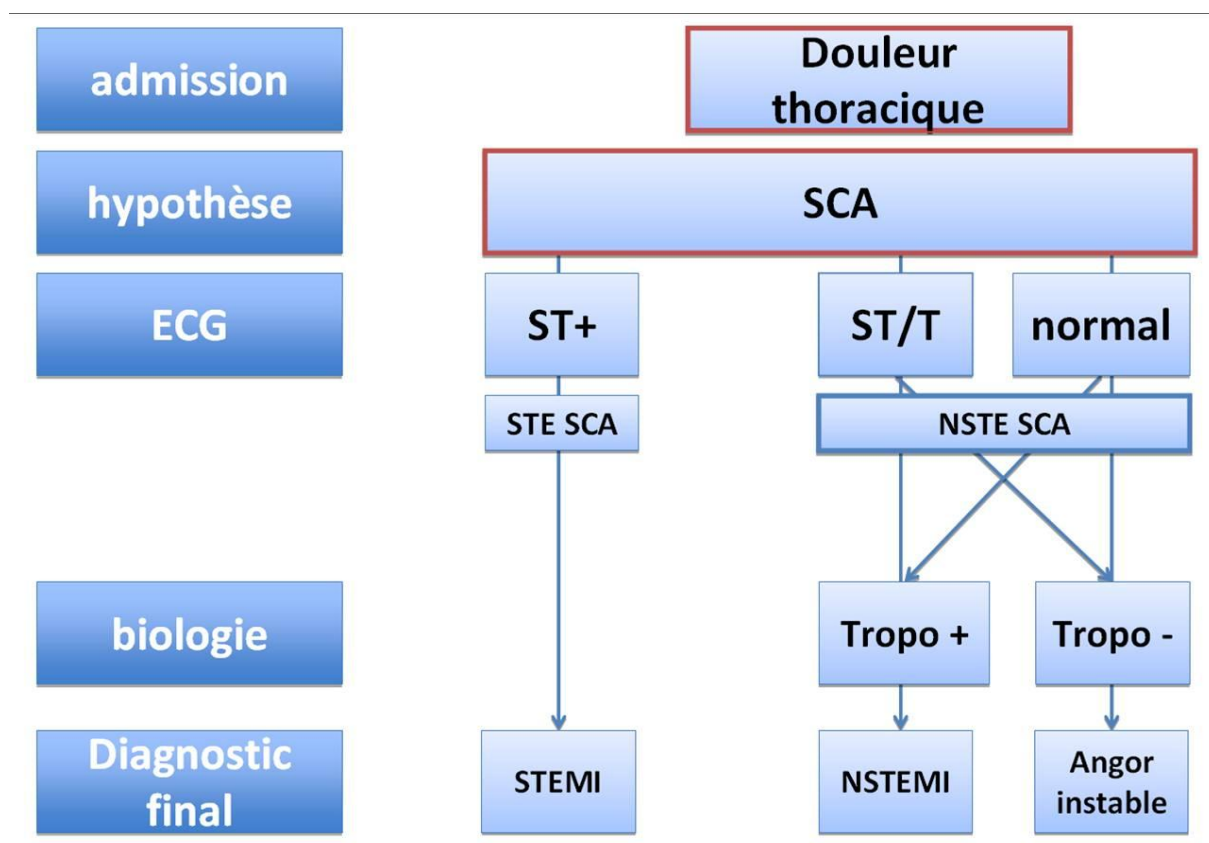 admission
Douleur
thoracique
hypothèse
SCA
ECG
ST+
ST/T
normal
STE SCA
NSTE SCA
biologie
Tropo +
Tropo -
Diagnostic
final
STEMI
NSTEMI
Angor
instable